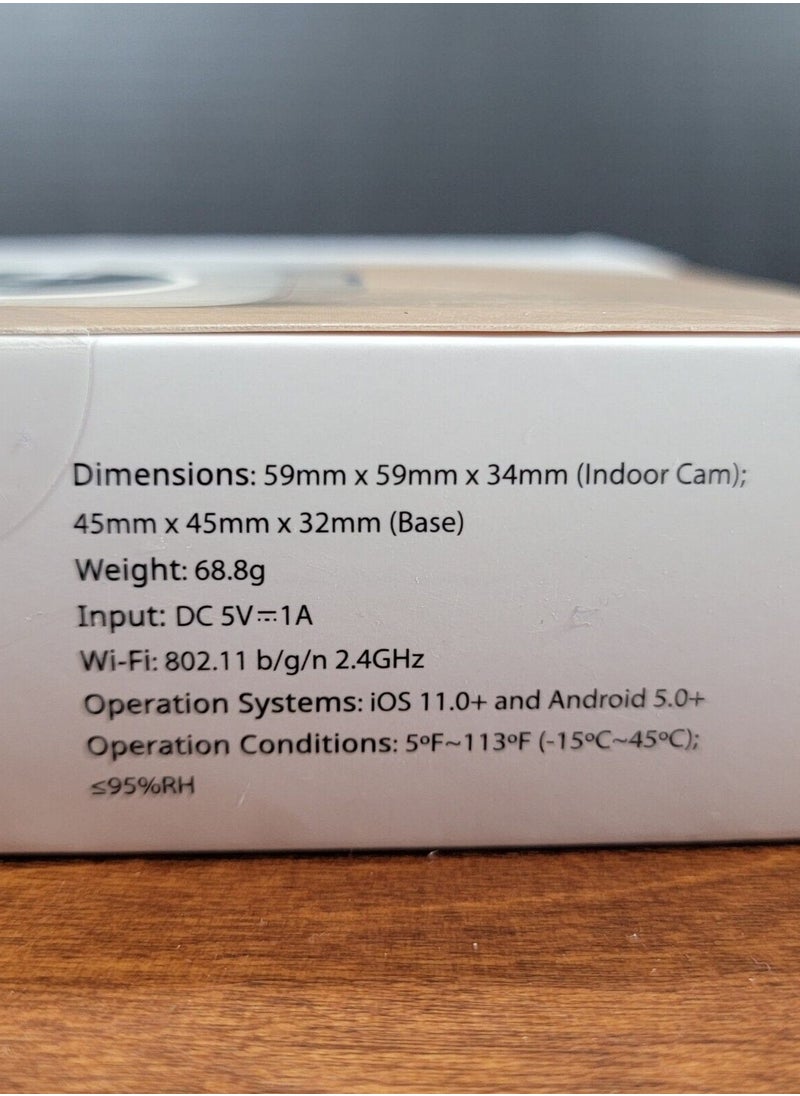 Dimensions: 59mm x 59mm x 34mm (Indoor Cam);
45mm x 45mm x 32mm (Base)
Weight: 68.8g
Input: DC 5V⎓1A
Wi-Fi: 802.11 b/g/n 2.4GHz
Operation Systems: iOS 11.0+ and Android 5.0+
Operation Conditions: 5ºF~113ºF (-15ºC~45ºC);
≤95%RH